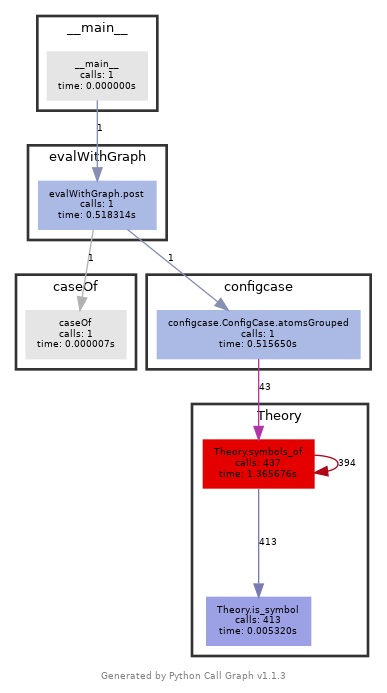 __main__
__main__
calls: 1
time: 0.000000s
1
evalWithGraph
evalWithGraph.post
calls: 1
time: 0.518314s
1
1
caseOf
caseOf
calls: 1
time: 0.000007s
configcase
configcase.ConfigCase.atomsGrouped
calls: 1
time: 0.515650s
43
Theory
Theory.symbols_of
calls: 437
time: 1.365676s
394
413
Theory.is_symbol
calls: 413
time: 0.005320s
Generated by Python Call Graph v1.1.3